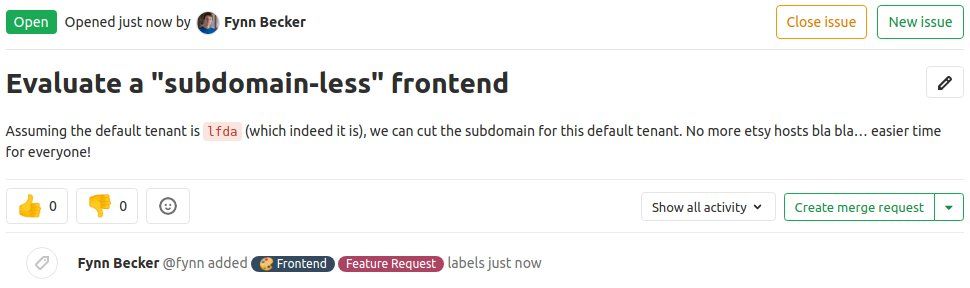 Open Opened just now by Fynn Becker Close issue New issue
Evaluate a "subdomain-less" frontend
Assuming the default tenant is lfda (which indeed it is), we can cut the subdomain for this default tenant. No more etsy hosts bla bla… easier time
for everyone!
👍 0 👎 0 Show all activity Create merge request
Fynn Becker @fynn added 🎨 Frontend Feature Request labels just now